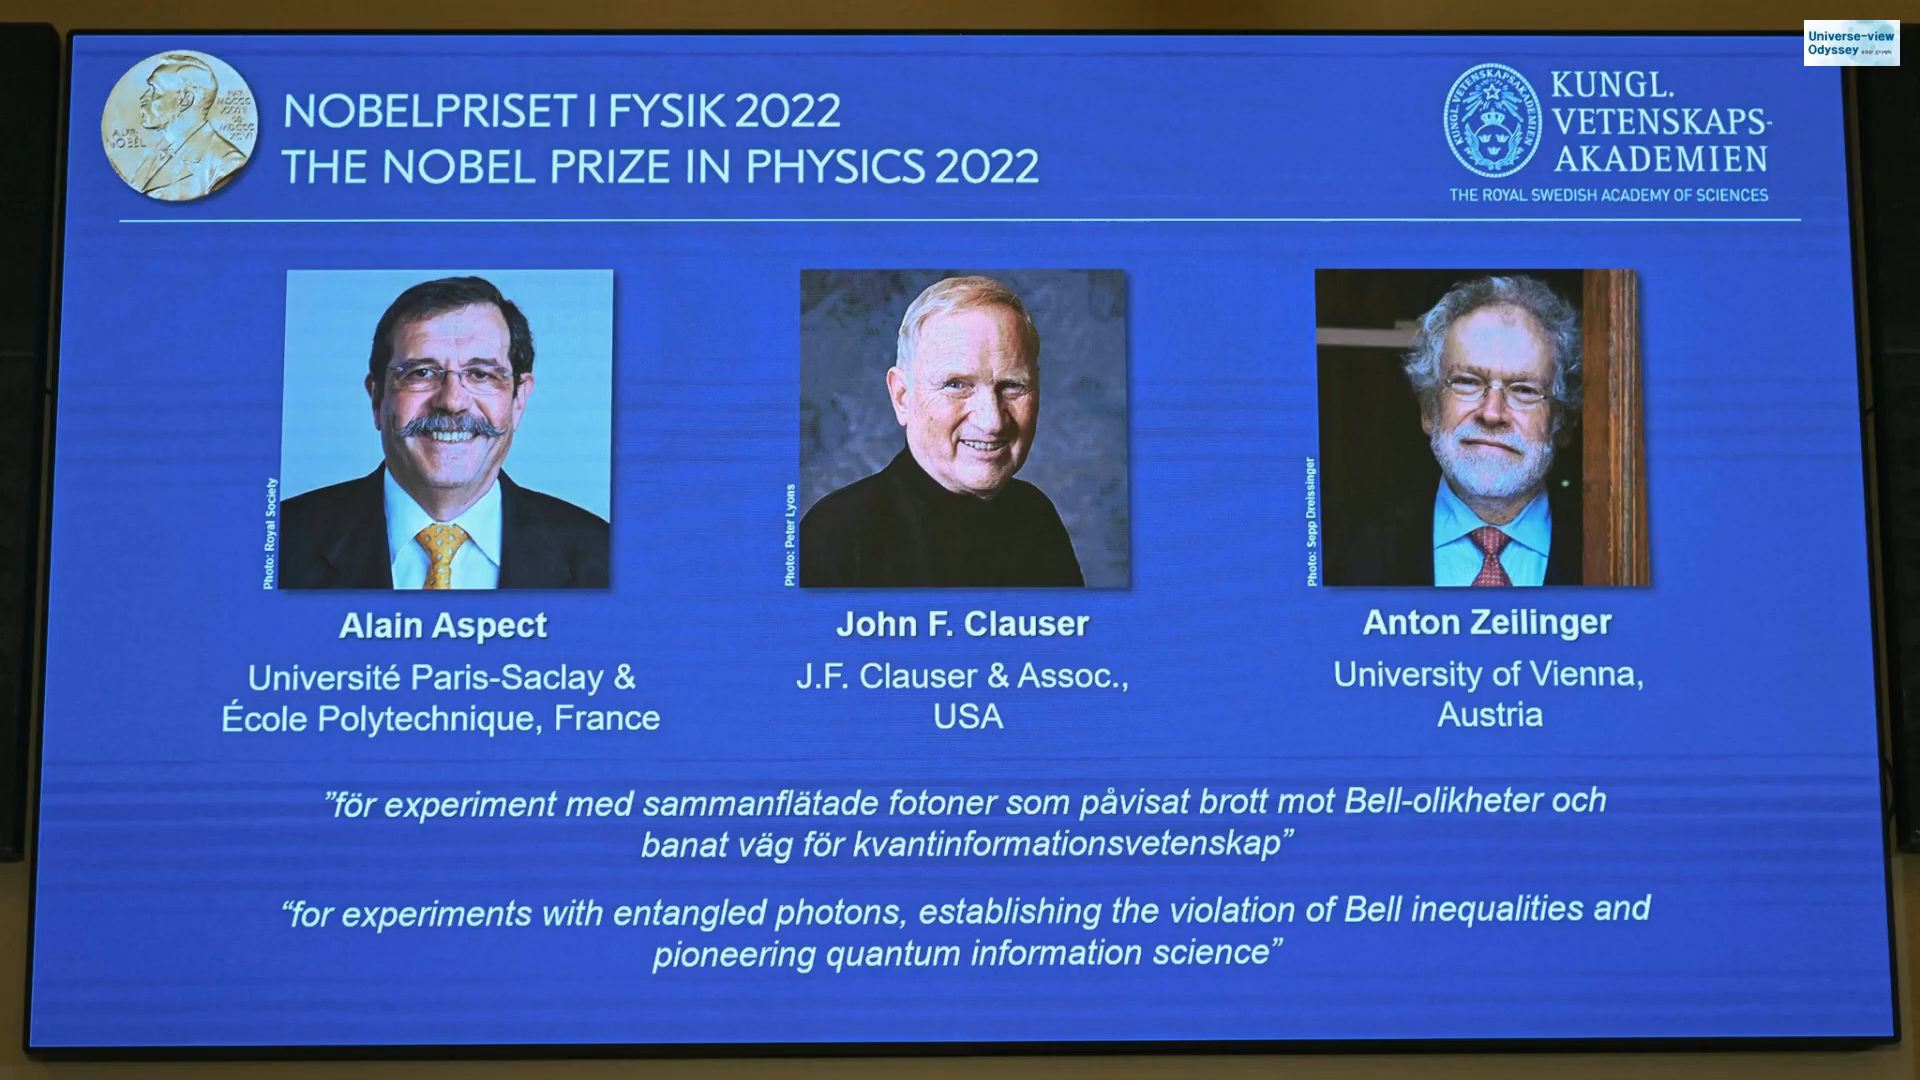 Universe-view
Odyssey
NOBELPRISET I FYSIK 2022
THE NOBEL PRIZE IN PHYSICS 2022
ALFR.
NOBEL
KUNGL.
VETENSKAPS-
AKADEMIEN
THE ROYAL SWEDISH ACADEMY OF SCIENCES
Photo: Royal Society
Photo: Peter Lyons
Photo: Sepp Dreissinger
Alain Aspect
Université Paris-Saclay &
École Polytechnique, France
John F. Clauser
J.F. Clauser & Assoc.,
USA
Anton Zeilinger
University of Vienna,
Austria
”för experiment med sammanflätade fotoner som påvisat brott mot Bell-olikheter och
banat väg för kvantinformationsvetenskap”
“for experiments with entangled photons, establishing the violation of Bell inequalities and
pioneering quantum information science”